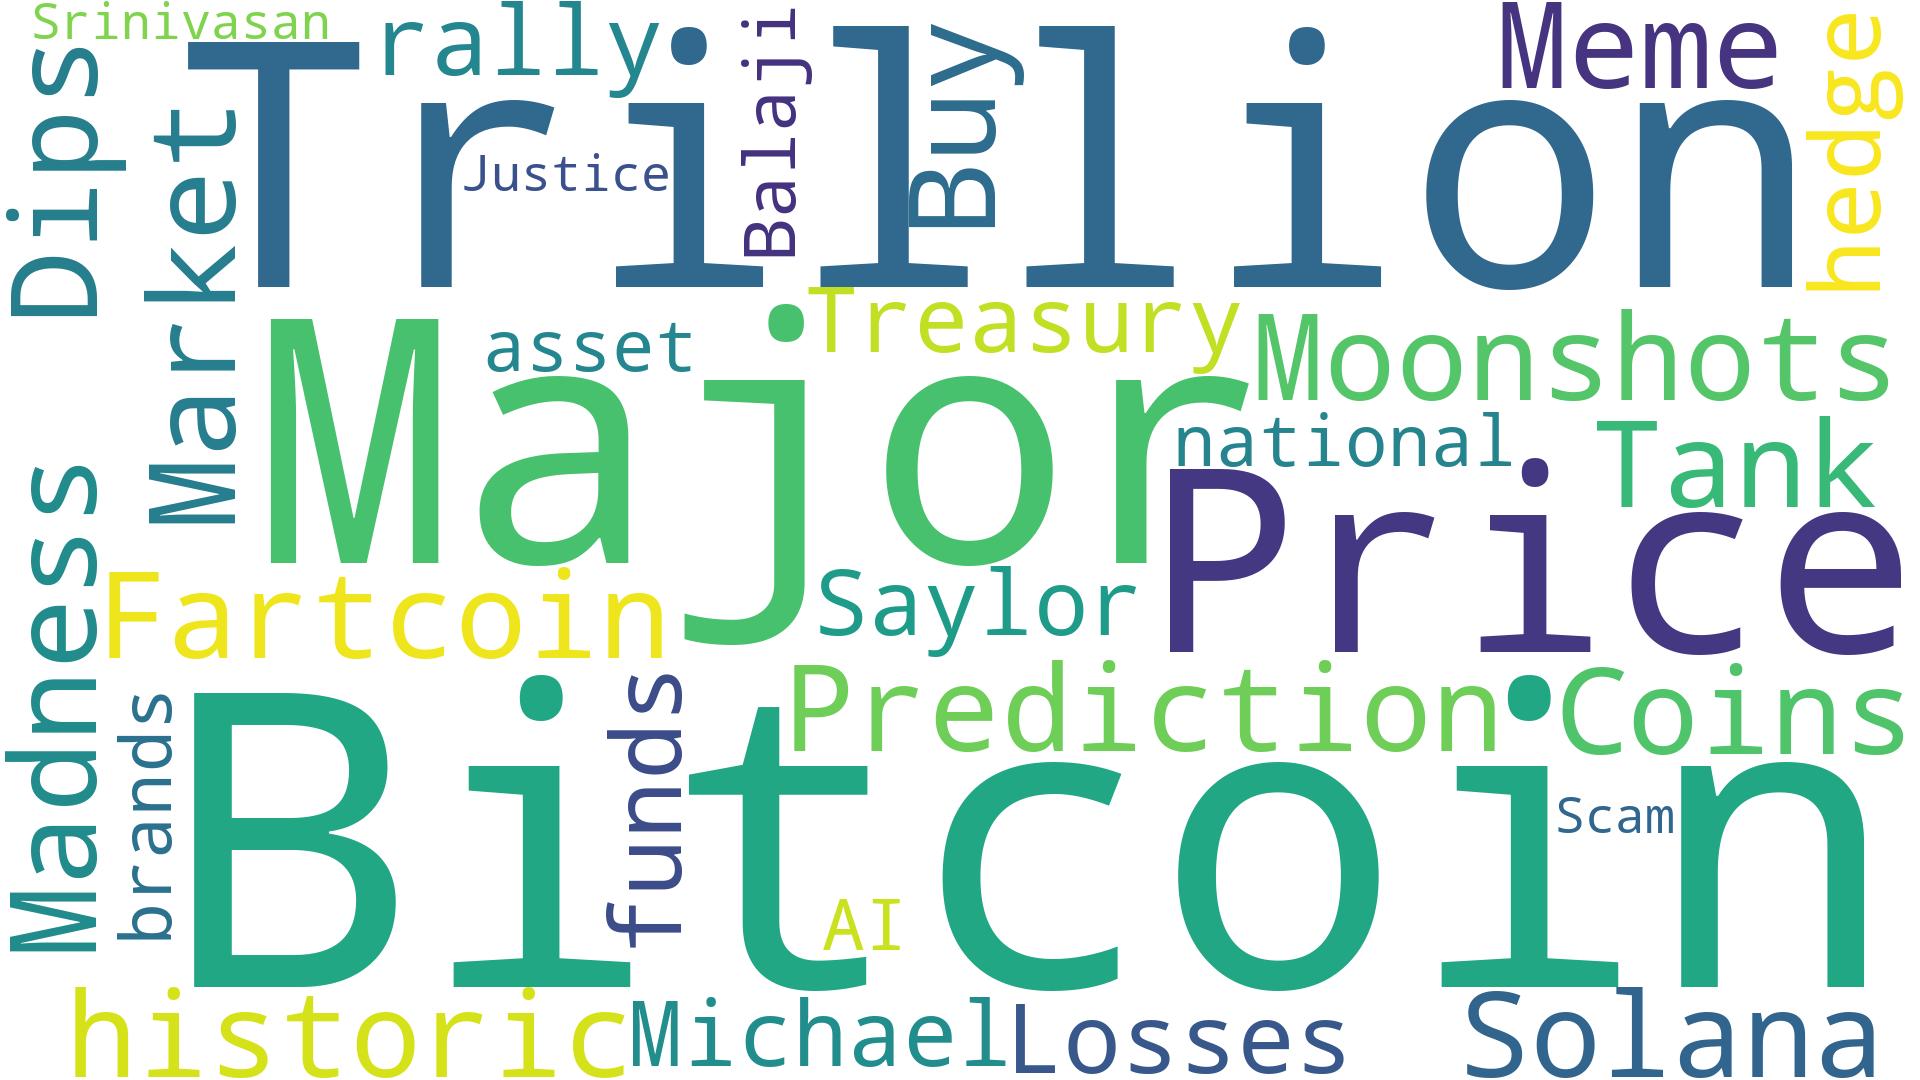 Srinivasan
rally
Balaji
Buy
Meme
hedge
Dips
Market
Trillion
Justice
Treasury
asset
Moonshots
Major
national
Tank
Price
Madness
Fartcoin
Saylor
brands
funds
Prediction
Coins
Bitcoin
Scam
AI
historic
Michael
Losses
Solana